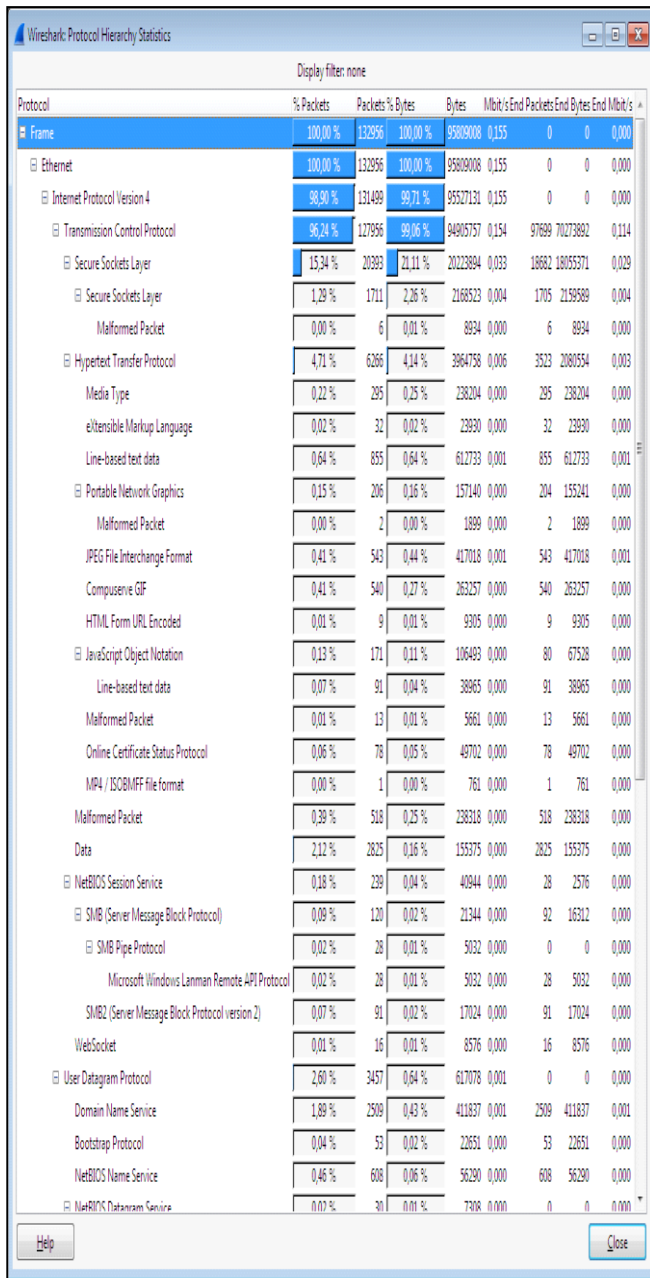 Wireshark: Protocol Hierarchy Statistics
Display filter: none
Protocol % Packets Packets % Bytes Bytes Mbit/s End Packets End Bytes End Mbit/s
Frame 100,00 % 132956 100,00 % 95809008 0,155 0 0 0,000
Ethernet 100,00 % 132956 100,00 % 95809008 0,155 0 0 0,000
Internet Protocol Version 4 98,90 % 131499 99,71 % 95527131 0,155 0 0 0,000
Transmission Control Protocol 96,24 % 127956 99,06 % 94905757 0,154 97699 70273892 0,114
Secure Sockets Layer 15,34 % 20393 21,11 % 20223894 0,033 18682 18055371 0,029
Secure Sockets Layer 1,29 % 1711 2,26 % 2168523 0,004 1705 2159589 0,004
Malformed Packet 0,00 % 6 0,01 % 8934 0,000 6 8934 0,000
Hypertext Transfer Protocol 4,71 % 6266 4,14 % 3964758 0,006 3523 2080554 0,003
Media Type 0,22 % 295 0,25 % 238204 0,000 295 238204 0,000
eXtensible Markup Language 0,02 % 32 0,02 % 23930 0,000 32 23930 0,000
Line-based text data 0,64 % 855 0,64 % 612733 0,001 855 612733 0,001
Portable Network Graphics 0,15 % 206 0,16 % 157140 0,000 204 155241 0,000
Malformed Packet 0,00 % 2 0,00 % 1899 0,000 2 1899 0,000
JPEG File Interchange Format 0,41 % 543 0,44 % 417018 0,001 543 417018 0,001
Compuserve GIF 0,41 % 540 0,27 % 263257 0,000 540 263257 0,000
HTML Form URL Encoded 0,01 % 9 0,01 % 9305 0,000 9 9305 0,000
JavaScript Object Notation 0,13 % 171 0,11 % 106493 0,000 80 67528 0,000
Line-based text data 0,07 % 91 0,04 % 38965 0,000 91 38965 0,000
Malformed Packet 0,01 % 13 0,01 % 5661 0,000 13 5661 0,000
Online Certificate Status Protocol 0,06 % 78 0,05 % 49702 0,000 78 49702 0,000
MP4 / ISOBMFF file format 0,00 % 1 0,00 % 761 0,000 1 761 0,000
Malformed Packet 0,39 % 518 0,25 % 238318 0,000 518 238318 0,000
Data 2,12 % 2825 0,16 % 155375 0,000 2825 155375 0,000
NetBIOS Session Service 0,18 % 239 0,04 % 40944 0,000 28 2576 0,000
SMB (Server Message Block Protocol) 0,09 % 120 0,02 % 21344 0,000 92 16312 0,000
SMB Pipe Protocol 0,02 % 28 0,01 % 5032 0,000 0 0 0,000
Microsoft Windows Lanman Remote API Protocol 0,02 % 28 0,01 % 5032 0,000 28 5032 0,000
SMB2 (Server Message Block Protocol version 2) 0,07 % 91 0,02 % 17024 0,000 91 17024 0,000
WebSocket 0,01 % 16 0,01 % 8576 0,000 16 8576 0,000
User Datagram Protocol 2,60 % 3457 0,64 % 617078 0,001 0 0 0,000
Domain Name Service 1,89 % 2509 0,43 % 411837 0,001 2509 411837 0,001
Bootstrap Protocol 0,04 % 53 0,02 % 22651 0,000 53 22651 0,000
NetBIOS Name Service 0,46 % 608 0,06 % 56290 0,000 608 56290 0,000
NetBIOS Datagram Service 0,02 % 30 0,01 % 7308 0,000 0 0 0,000
Help Close